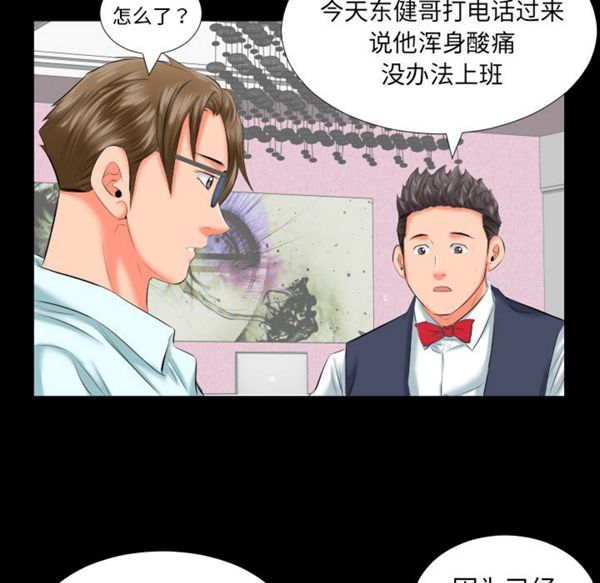 怎么了？
今天东健哥打电话过来
说他浑身酸痛
没办法上班